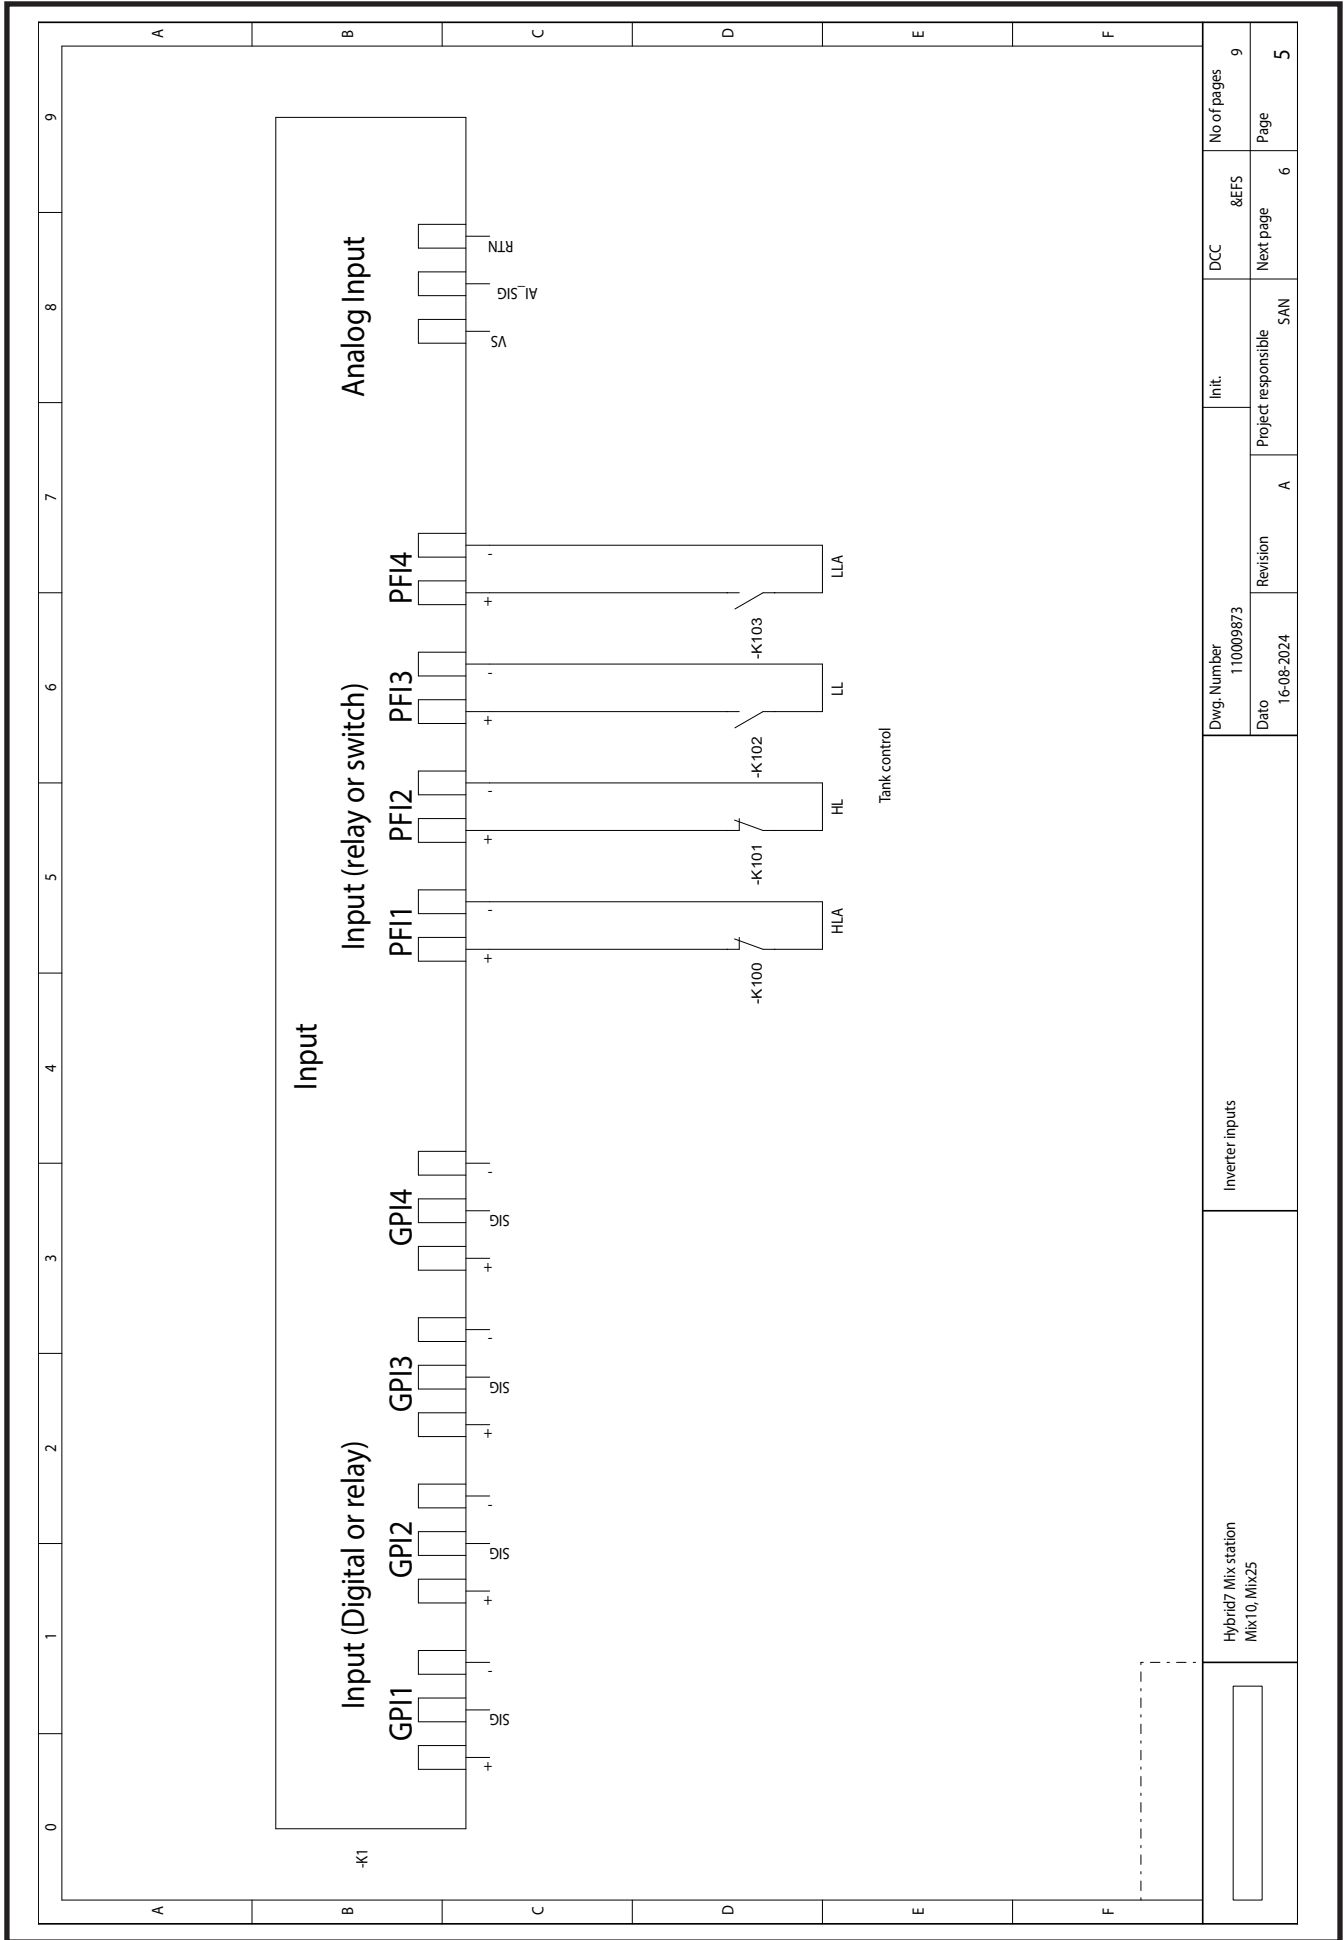 0 1 2 3 4 5 6 7 8 9
A A
B B
C C
D D
E E
F F
-K1
Input
Input (Digital or relay)
Input (relay or switch)
Analog Input
GPI1 GPI2 GPI3 GPI4 PFI1 PFI2 PFI3 PFI4
+ SIG - + SIG - + SIG - + SIG - + - + - + - + - VS AI_SIG RTN
-K100 -K101 -K102 -K103
HLA HL LL LLA
Tank control
Hybrid7 Mix station
Mix10, Mix25
Inverter inputs
Dwg. Number
110009873
Init.
DCC
&EFS
No of pages
9
Dato
16-08-2024
Revision
A
Project responsible
SAN
Next page
6
Page
5